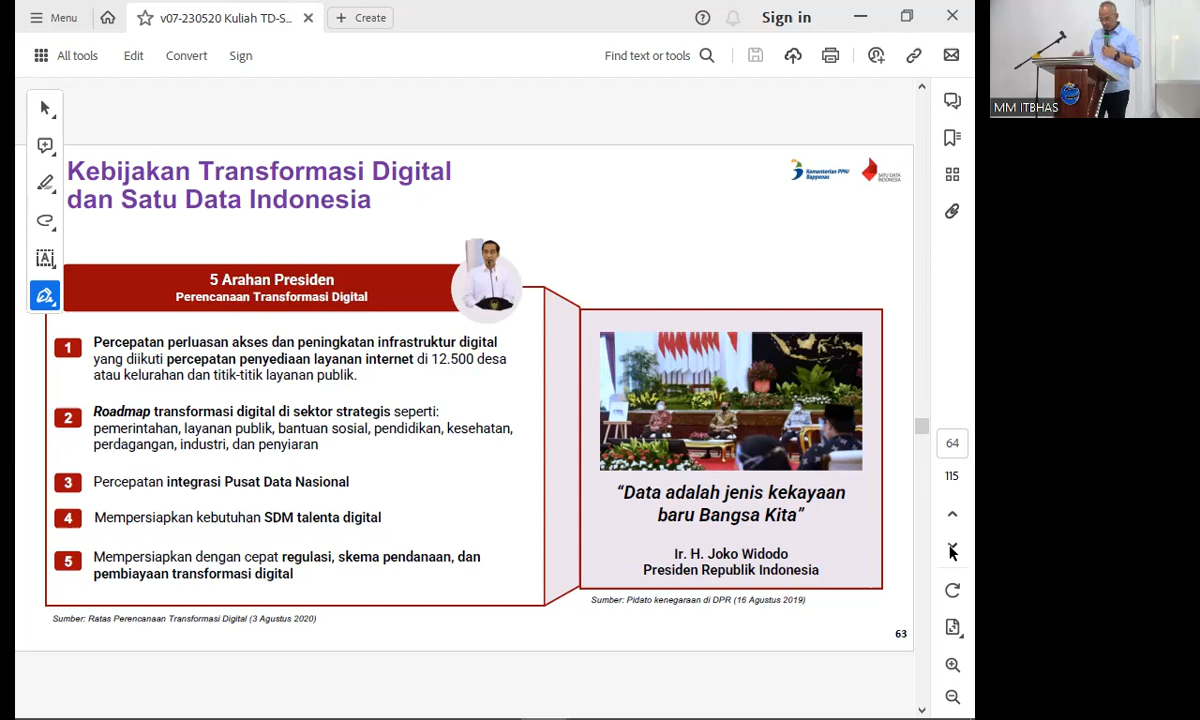 Menu
v07-230520 Kuliah TD-S...
Create
Sign in
All tools
Edit
Convert
Sign
Find text or tools
MM ITBHAS
Kebijakan Transformasi Digital
dan Satu Data Indonesia
Kementerian PPN/
Bappenas
SATU DATA
INDONESIA
5 Arahan Presiden
Perencanaan Transformasi Digital
1
Percepatan perluasan akses dan peningkatan infrastruktur digital
yang diikuti percepatan penyediaan layanan internet di 12.500 desa
atau kelurahan dan titik-titik layanan publik.
2
Roadmap transformasi digital di sektor strategis seperti:
pemerintahan, layanan publik, bantuan sosial, pendidikan, kesehatan,
perdagangan, industri, dan penyiaran
3
Percepatan integrasi Pusat Data Nasional
4
Mempersiapkan kebutuhan SDM talenta digital
5
Mempersiapkan dengan cepat regulasi, skema pendanaan, dan
pembiayaan transformasi digital
Sumber: Ratas Perencanaan Transformasi Digital (3 Agustus 2020)
“Data adalah jenis kekayaan
baru Bangsa Kita”
Ir. H. Joko Widodo
Presiden Republik Indonesia
Sumber: Pidato kenegaraan di DPR (16 Agustus 2019)
63
64
115